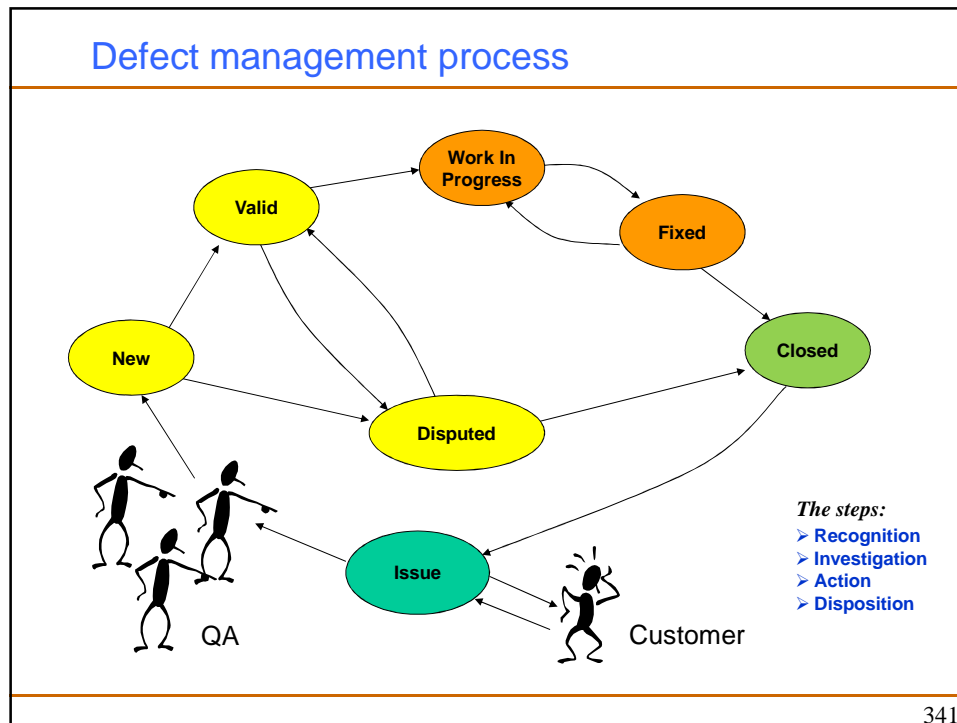 Defect management process
Work In
Progress
Valid
Fixed
New
Closed
Disputed
The steps:
➢ Recognition
➢ Investigation
➢ Action
➢ Disposition
Issue
QA
Customer
341